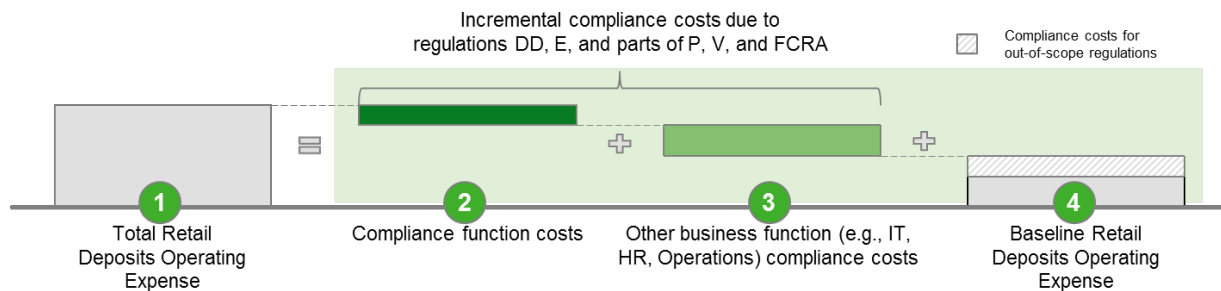 Incremental compliance costs due to
regulations DD, E, and parts of P, V, and FCRA
Compliance costs for
out-of-scope regulations
1
Total Retail
Deposits Operating
Expense
2
Compliance function costs
3
Other business function (e.g., IT,
HR, Operations) compliance costs
4
Baseline Retail
Deposits Operating
Expense